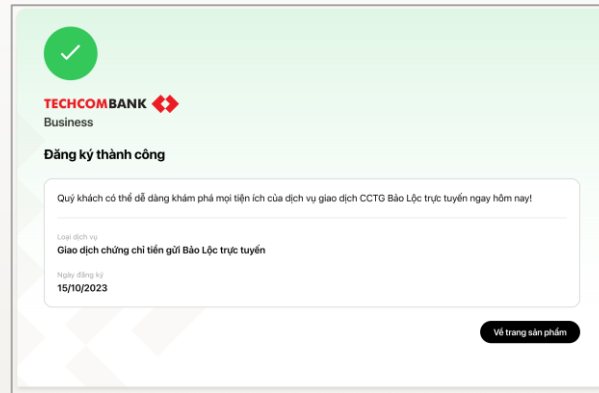 TECHCOMBANK
Business
Đăng ký thành công
Quý khách có thể dễ dàng khám phá mọi tiện ích của dịch vụ giao dịch CCTG Bảo Lộc trực tuyến ngay hôm nay!
Loại dịch vụ
Giao dịch chứng chỉ tiền gửi Bảo Lộc trực tuyến
Ngày đăng ký
15/10/2023
Về trang sản phẩm